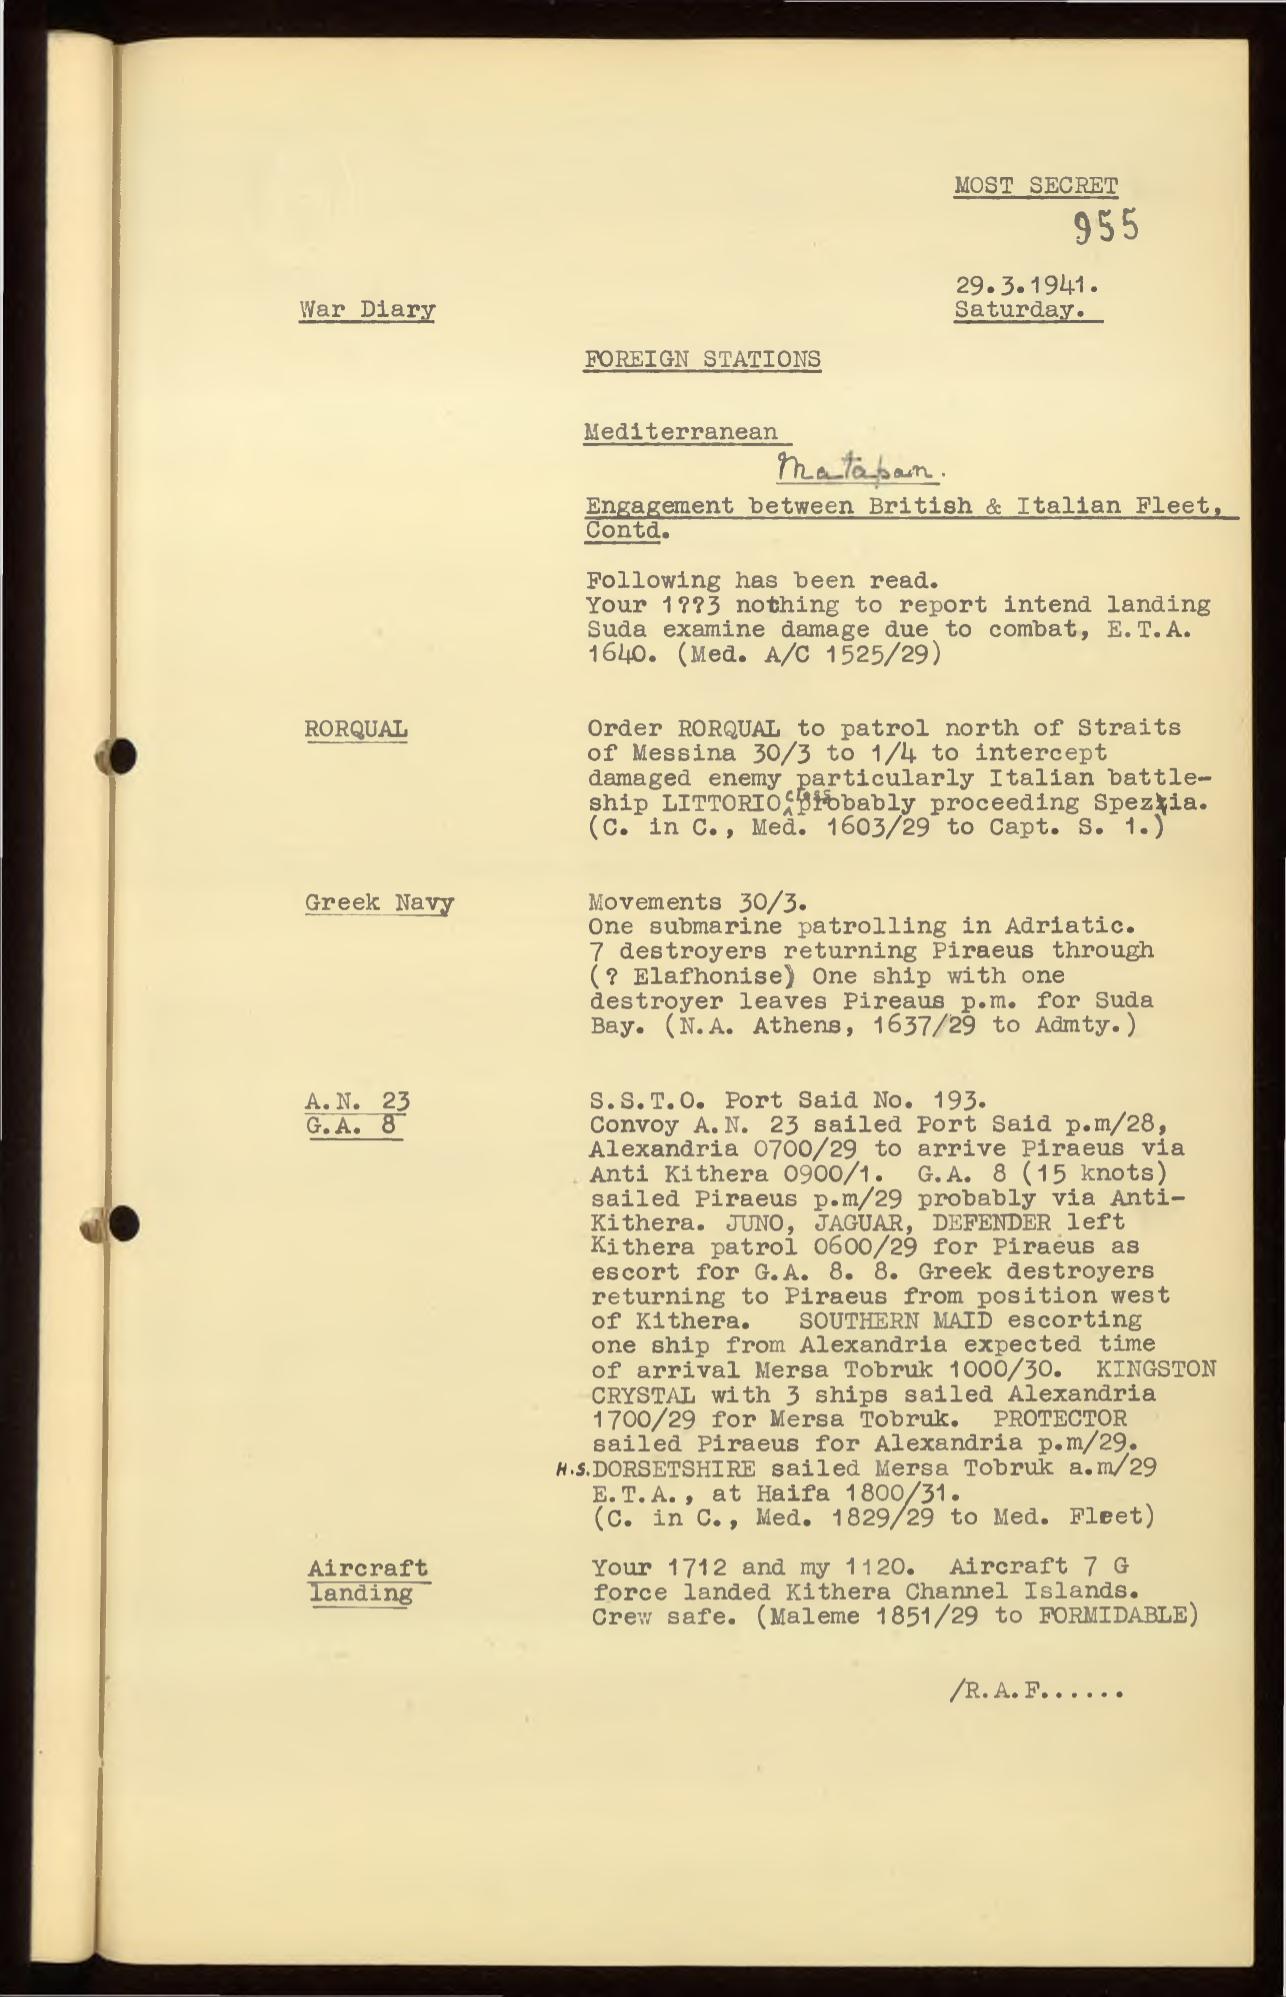 MOST SECRET
955
29.3.1941.
War Diary
Saturday.
FOREIGN STATIONS
Mediterranean
Matapan.
Engagement between British & Italian Fleet,
Contd.
Following has been read.
Your 1??3 nothing to report intend landing
Suda examine damage due to combat, E.T.A.
1640. (Med. A/C 1525/29)
RORQUAL
Order RORQUAL to patrol north of Straits
of Messina 30/3 to 1/4 to intercept
damaged enemy particularly Italian battle-
ship LITTORIO class probably proceeding Spezzia.
(C. in C., Med. 1603/29 to Capt. S. 1.)
Greek Navy
Movements 30/3.
One submarine patrolling in Adriatic.
7 destroyers returning Piraeus through
(? Elafhonise) One ship with one
destroyer leaves Pireaus p.m. for Suda
Bay. (N.A. Athens, 1637/29 to Admty.)
A.N. 23
G.A. 8
S.S.T.O. Port Said No. 193.
Convoy A.N. 23 sailed Port Said p.m/28,
Alexandria 0700/29 to arrive Piraeus via
Anti Kithera 0900/1. G.A. 8 (15 knots)
sailed Piraeus p.m/29 probably via Anti-
Kithera. JUNO, JAGUAR, DEFENDER left
Kithera patrol 0600/29 for Piraeus as
escort for G.A. 8. 8. Greek destroyers
returning to Piraeus from position west
of Kithera. SOUTHERN MAID escorting
one ship from Alexandria expected time
of arrival Mersa Tobruk 1000/30. KINGSTON
CRYSTAL with 3 ships sailed Alexandria
1700/29 for Mersa Tobruk. PROTECTOR
sailed Piraeus for Alexandria p.m/29.
H.S. DORSETSHIRE sailed Mersa Tobruk a.m/29
E.T.A., at Haifa 1800/31.
(C. in C., Med. 1829/29 to Med. Fleet)
Aircraft
landing
Your 1712 and my 1120. Aircraft 7 G
force landed Kithera Channel Islands.
Crew safe. (Maleme 1851/29 to FORMIDABLE)
/R.A.F......